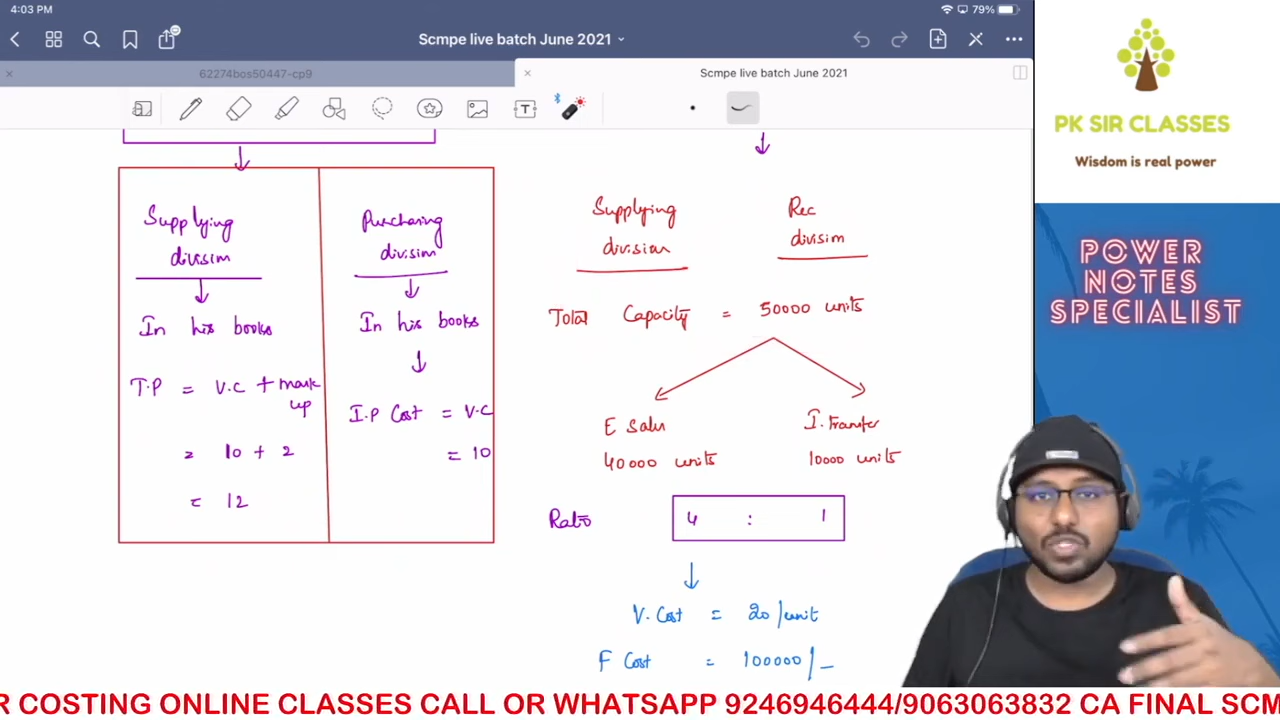 4:03 PM
79%
Scmpe live batch June 2021
62274bos50447-cp9
Scmpe live batch June 2021
Supplying
division
In his books
T.P = V.C + mark
up
= 10 + 2
= 12
Purchasing
division
In his books
I.P Cost = V.C
= 10
Supplying
division
Rec
division
Total Capacity = 50000 units
E Sales
40000 units
I.transfer
10000 units
Ratio 4 : 1
V.Cost = 20/unit
F Cost = 100000/-
PK SIR CLASSES
Wisdom is real power
POWER
NOTES
SPECIALIST
R COSTING ONLINE CLASSES CALL OR WHATSAPP 9246946444/9063063832 CA FINAL SCM